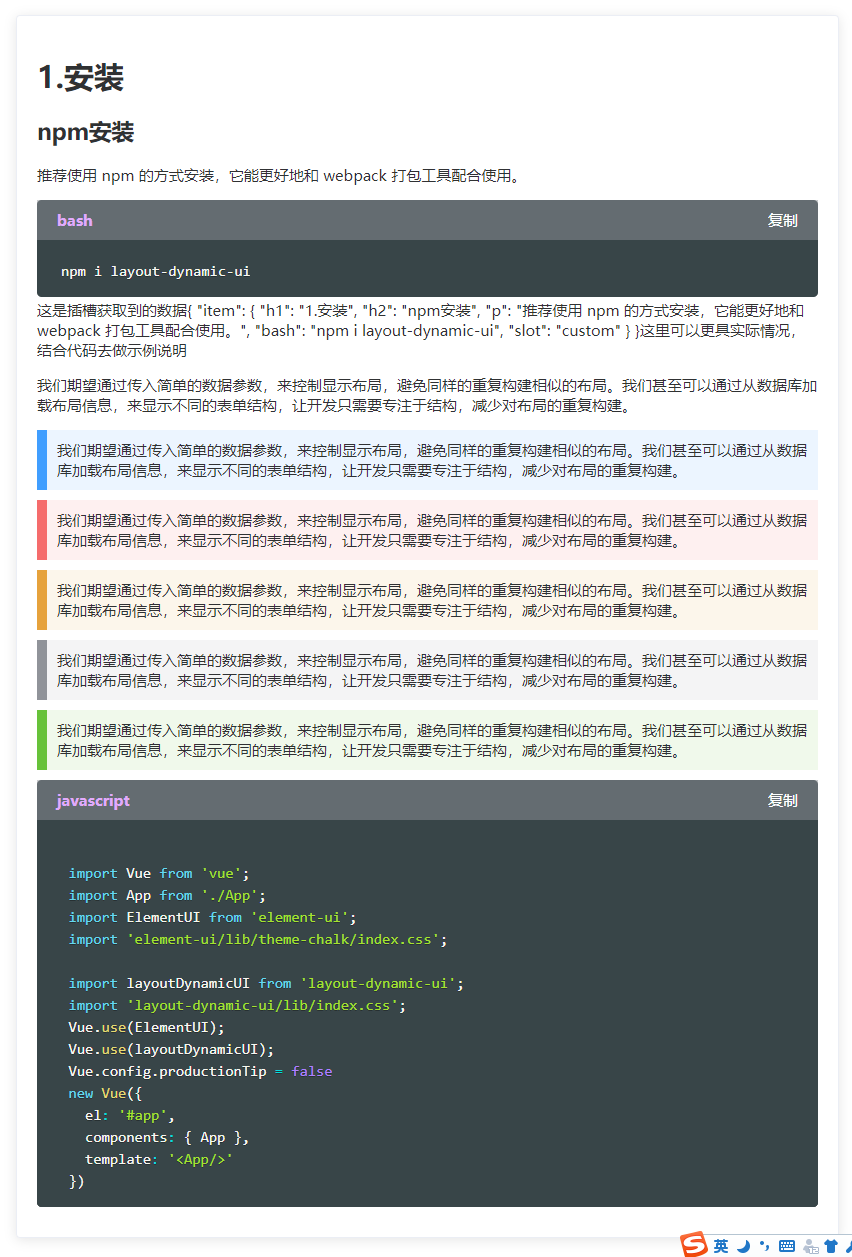 1.安装
npm安装
推荐使用 npm 的方式安装，它能更好地和 webpack 打包工具配合使用。
bash 复制
npm i layout-dynamic-ui
这是插槽获取到的数据{ "item": { "h1": "1.安装", "h2": "npm安装", "p": "推荐使用 npm 的方式安装，它能更好地和
webpack 打包工具配合使用。", "bash": "npm i layout-dynamic-ui", "slot": "custom" } }这里可以更具实际情况，
结合代码去做示例说明
我们期望通过传入简单的数据参数，来控制显示布局，避免同样的重复构建相似的布局。我们甚至可以通过从数据库加
载布局信息，来显示不同的表单结构，让开发只需要专注于结构，减少对布局的重复构建。
我们期望通过传入简单的数据参数，来控制显示布局，避免同样的重复构建相似的布局。我们甚至可以通过从数据
库加载布局信息，来显示不同的表单结构，让开发只需要专注于结构，减少对布局的重复构建。
我们期望通过传入简单的数据参数，来控制显示布局，避免同样的重复构建相似的布局。我们甚至可以通过从数据
库加载布局信息，来显示不同的表单结构，让开发只需要专注于结构，减少对布局的重复构建。
我们期望通过传入简单的数据参数，来控制显示布局，避免同样的重复构建相似的布局。我们甚至可以通过从数据
库加载布局信息，来显示不同的表单结构，让开发只需要专注于结构，减少对布局的重复构建。
我们期望通过传入简单的数据参数，来控制显示布局，避免同样的重复构建相似的布局。我们甚至可以通过从数据
库加载布局信息，来显示不同的表单结构，让开发只需要专注于结构，减少对布局的重复构建。
我们期望通过传入简单的数据参数，来控制显示布局，避免同样的重复构建相似的布局。我们甚至可以通过从数据
库加载布局信息，来显示不同的表单结构，让开发只需要专注于结构，减少对布局的重复构建。
javascript 复制
import Vue from 'vue';
import App from './App';
import ElementUI from 'element-ui';
import 'element-ui/lib/theme-chalk/index.css';
import layoutDynamicUI from 'layout-dynamic-ui';
import 'layout-dynamic-ui/lib/index.css';
Vue.use(ElementUI);
Vue.use(layoutDynamicUI);
Vue.config.productionTip = false
new Vue({
  el: '#app',
  components: { App },
  template: '<App/>'
})
英